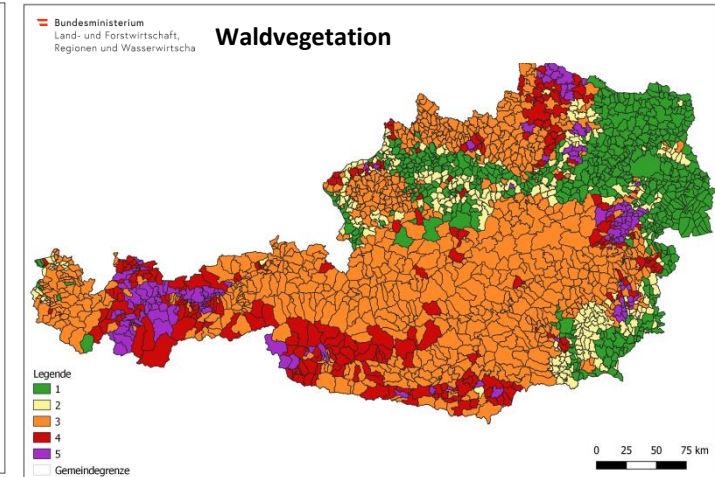 Bundesministerium
Land- und Forstwirtschaft,
Regionen und Wasserwirtscha
Waldvegetation
Legende
1
2
3
4
5
Gemeindegrenze
0 25 50 75 km